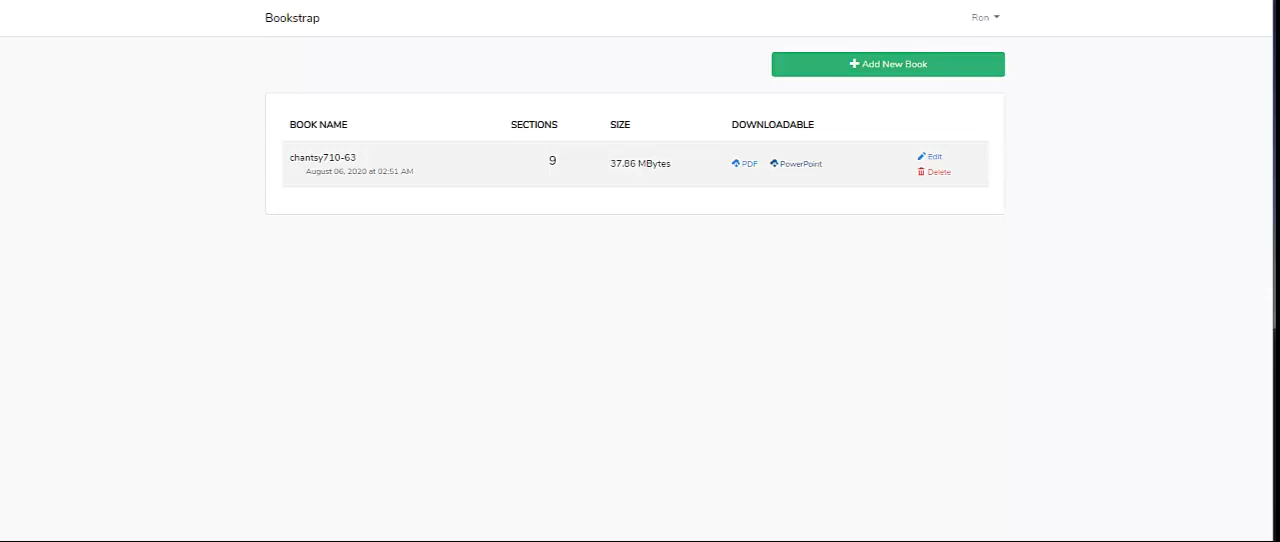 Bookstrap
Ron
Add New Book
BOOK NAME SECTIONS SIZE DOWNLOADABLE
chantsy710-63 9 37.86 MBytes PDF PowerPoint Edit
August 06, 2020 at 02:51 AM Delete